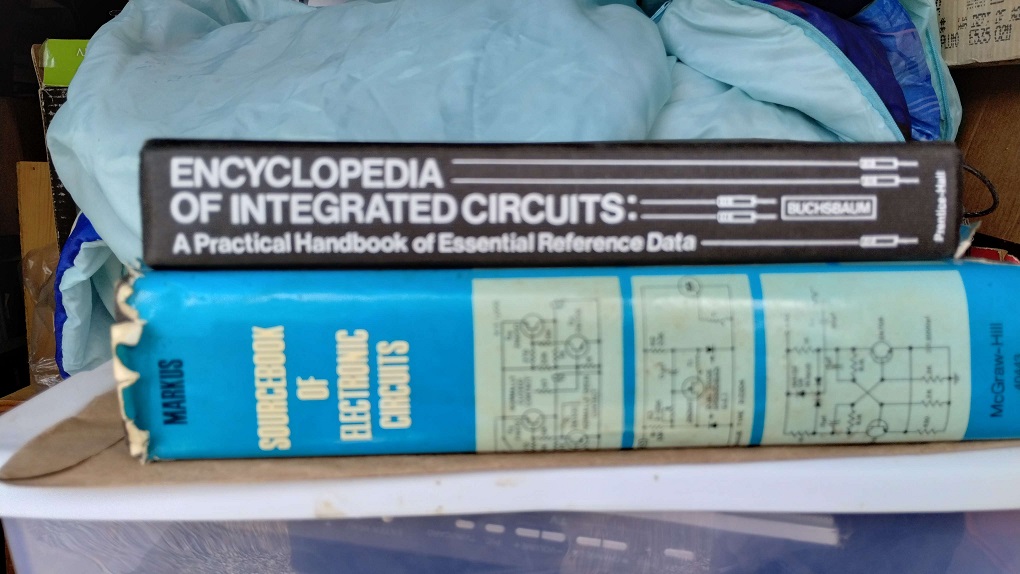 ENCYCLOPEDIA
OF INTEGRATED CIRCUITS:
A Practical Handbook of Essential Reference Data
BUCHSBAUM
Prentice-Hall
MARKUS
SOURCEBOOK
OF
ELECTRONIC
CIRCUITS
McGraw-Hill